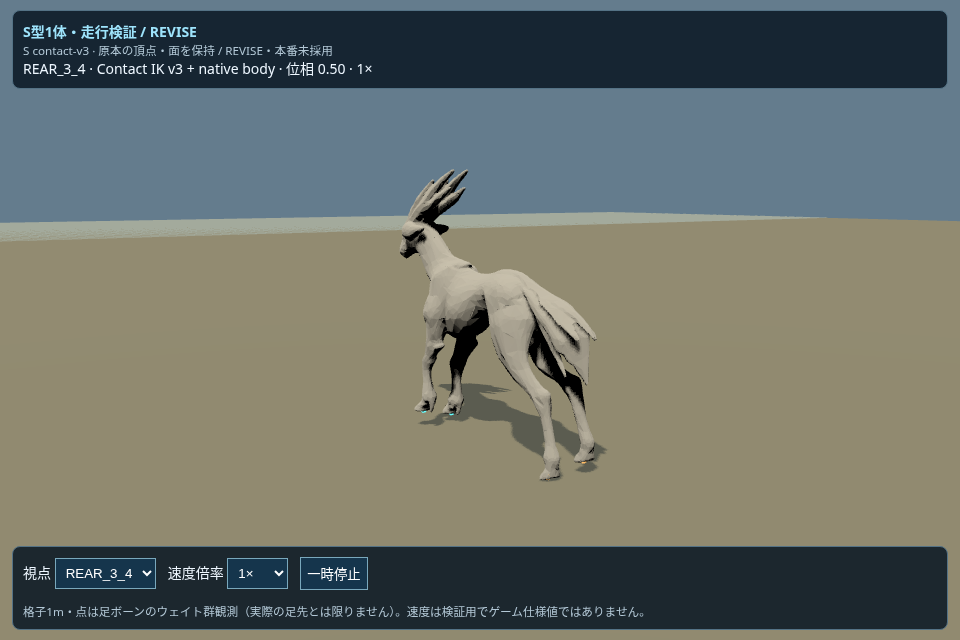 S型1体・走行検証 / REVISE
S contact-v3 · 原本の頂点・面を保持 / REVISE・本番未採用
REAR_3_4 · Contact IK v3 + native body · 位相 0.50 · 1×
視点 REAR_3_4 速度倍率 1× 一時停止
格子1m・点は足ボーンのウェイト群観測（実際の足先とは限りません）。速度は検証用でゲーム仕様値ではありません。